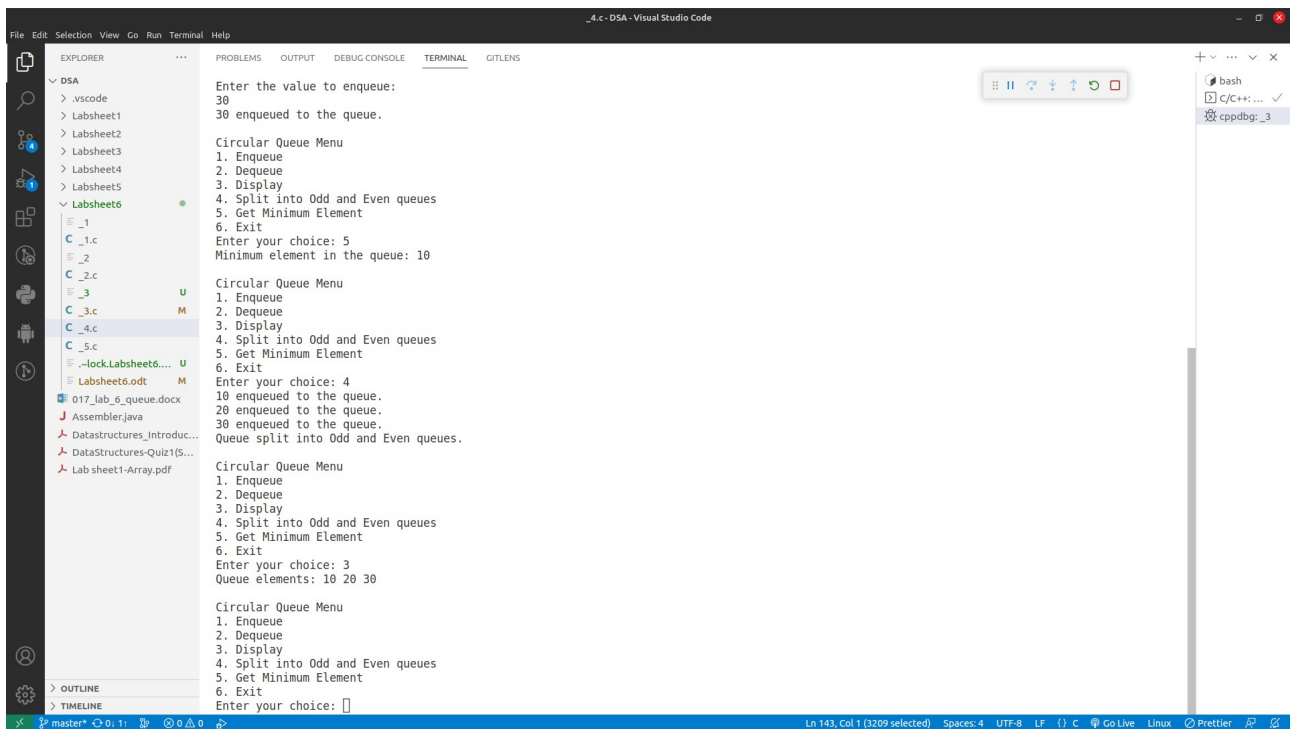 _4.c - DSA - Visual Studio Code
File Edit Selection View Go Run Terminal Help
EXPLORER
DSA
.vscode
Labsheet1
Labsheet2
Labsheet3
Labsheet4
Labsheet5
Labsheet6
_1
C _1.c
_2
C _2.c
_3 U
C _3.c M
C _4.c
C _5.c
.~lock.Labsheet6.... U
Labsheet6.odt M
017_lab_6_queue.docx
J Assembler.java
Datastructures_Introduc...
DataStructures-Quiz1(S...
Lab sheet1-Array.pdf
OUTLINE
TIMELINE
4
1
PROBLEMS OUTPUT DEBUG CONSOLE TERMINAL GITLENS
Enter the value to enqueue:
30
30 enqueued to the queue.
Circular Queue Menu
1. Enqueue
2. Dequeue
3. Display
4. Split into Odd and Even queues
5. Get Minimum Element
6. Exit
Enter your choice: 5
Minimum element in the queue: 10
Circular Queue Menu
1. Enqueue
2. Dequeue
3. Display
4. Split into Odd and Even queues
5. Get Minimum Element
6. Exit
Enter your choice: 4
10 enqueued to the queue.
20 enqueued to the queue.
30 enqueued to the queue.
Queue split into Odd and Even queues.
Circular Queue Menu
1. Enqueue
2. Dequeue
3. Display
4. Split into Odd and Even queues
5. Get Minimum Element
6. Exit
Enter your choice: 3
Queue elements: 10 20 30
Circular Queue Menu
1. Enqueue
2. Dequeue
3. Display
4. Split into Odd and Even queues
5. Get Minimum Element
6. Exit
Enter your choice:
bash
C/C++: ...
cppdbg: _3
master* 0↓ 1↑ 0 0 Ln 143, Col 1 (3209 selected) Spaces: 4 UTF-8 LF {} C Go Live Linux Prettier